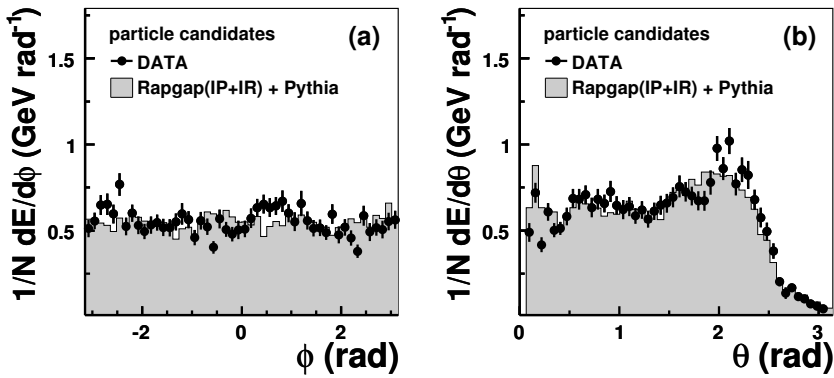 1/N dE/dϕ (GeV rad⁻¹)
1.5
1
0.5
particle candidates
(a)
DATA
Rapgap(IP+IR) + Pythia
-2
0
2
ϕ (rad)
1/N dE/dθ (GeV rad⁻¹)
1.5
1
0.5
particle candidates
(b)
DATA
Rapgap(IP+IR) + Pythia
0
1
2
3
θ (rad)